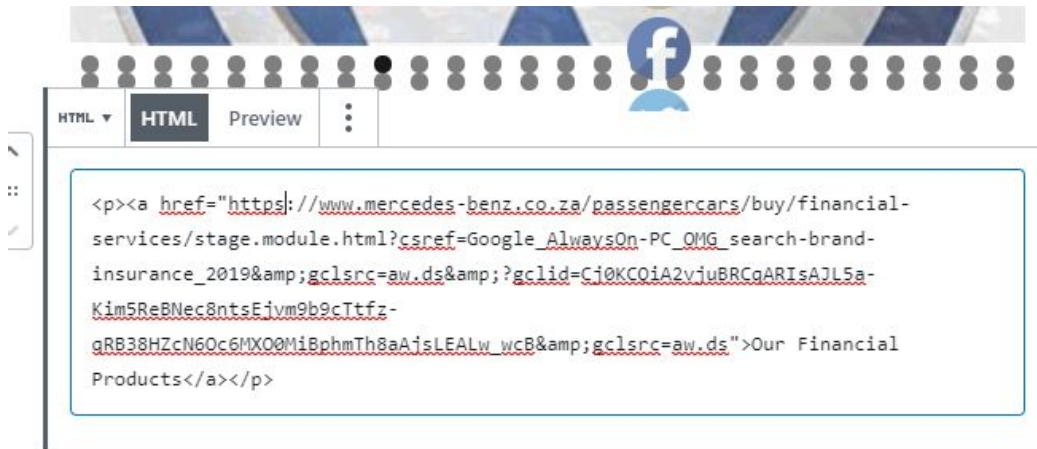 f
HTML ▼ HTML Preview
<p><a href="https://www.mercedes-benz.co.za/passengercars/buy/financial-
services/stage.module.html?csref=Google_AlwaysOn-PC_OMG_search-brand-
insurance_2019&amp;gclsrc=aw.ds&amp;?gclid=Cj0KCQiA2vjuBRCqARIsAJL5a-
Kim5ReBNec8ntsEjvm9b9cTtfz-
qRB38HZcN6Oc6MXO0MiBphmTh8aAjsLEALw_wcB&amp;gclsrc=aw.ds">Our Financial
Products</a></p>